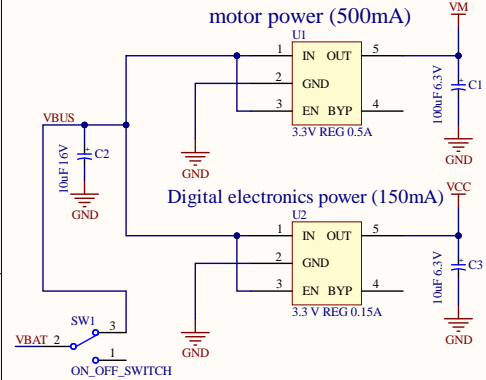 motor power (500mA)
VM
U1
1 IN OUT 5
2 GND
3 EN BYP 4
3.3V REG 0.5A
100uF 6.3V
C1
GND
GND
VBUS
10uF 16V
C2
GND
Digital electronics power (150mA)
VCC
U2
1 IN OUT 5
2 GND
3 EN BYP 4
3.3 V REG 0.15A
10uF 6.3V
C3
GND
GND
SW1
3
VBAT 2
1
ON_OFF_SWITCH